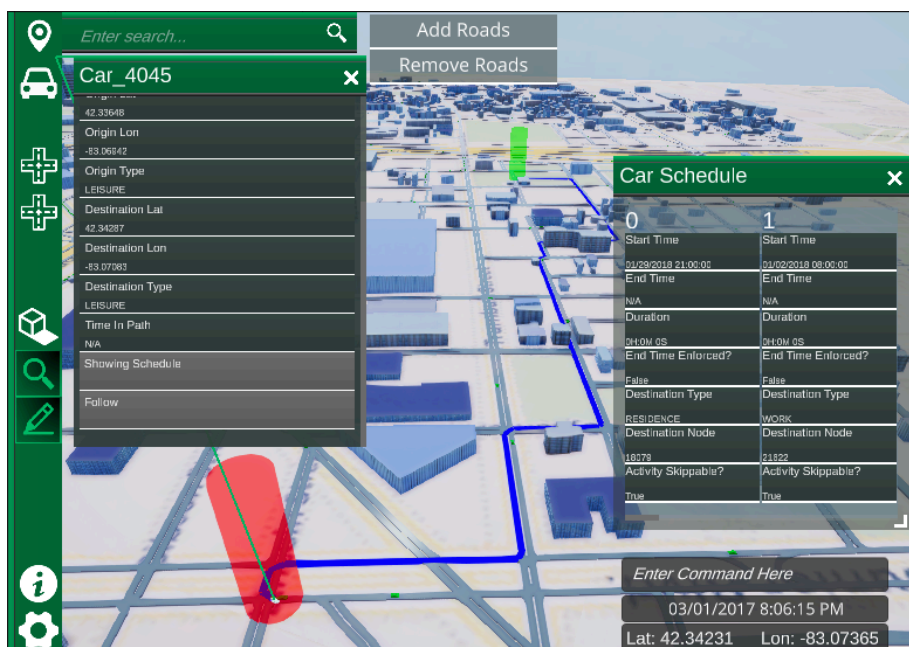 Enter search...
Add Roads
Remove Roads
Car_4045
42.33648
Origin Lon
-83.06942
Origin Type
LEISURE
Destination Lat
42.34287
Destination Lon
-83.07083
Destination Type
LEISURE
Time In Path
N/A
Showing Schedule
Follow
Car Schedule
0 1
Start Time Start Time
01/29/2018 21:00:00 01/02/2018 08:00:00
End Time End Time
N/A N/A
Duration Duration
0H:0M 0S 0H:0M 0S
End Time Enforced? End Time Enforced?
False False
Destination Type Destination Type
RESIDENCE WORK
Destination Node Destination Node
18079 21822
Activity Skippable? Activity Skippable?
True True
Enter Command Here
03/01/2017 8:06:15 PM
Lat: 42.34231 Lon: -83.07365